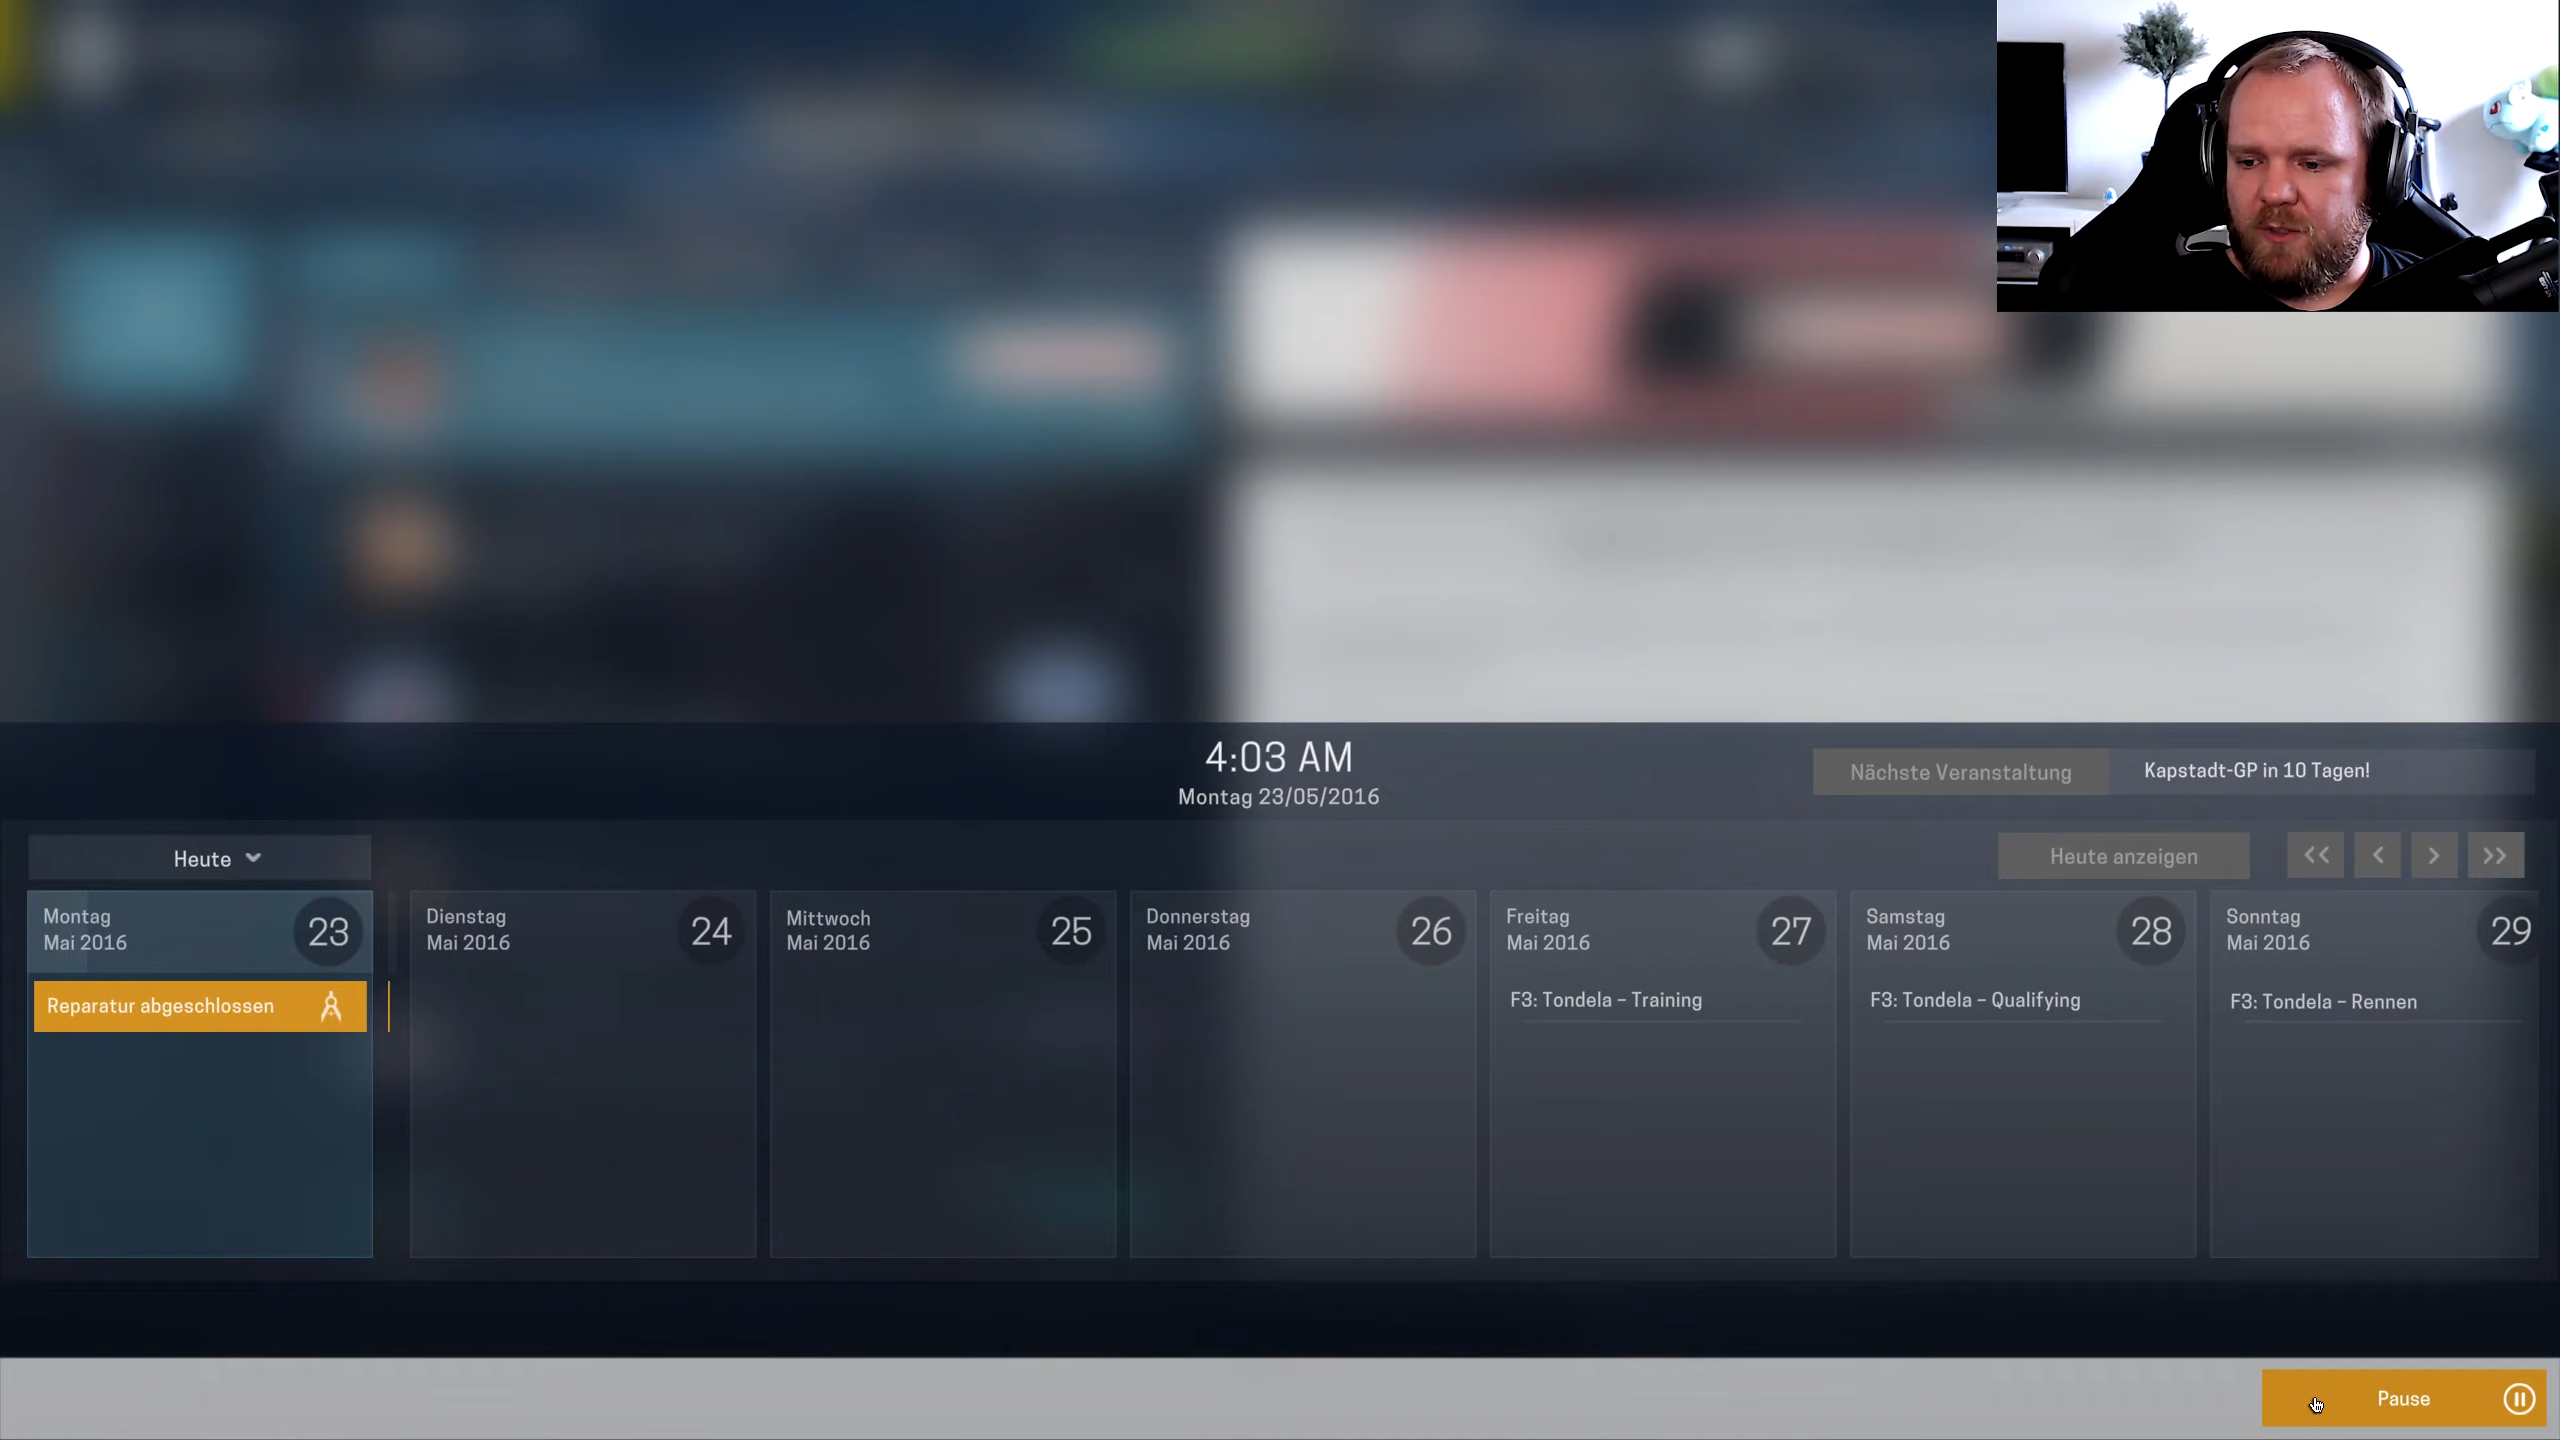 4:03 AM
Montag 23/05/2016
Nächste Veranstaltung
Kapstadt-GP in 10 Tagen!
Heute
Heute anzeigen
Montag
Mai 2016
23
Reparatur abgeschlossen
Dienstag
Mai 2016
24
Mittwoch
Mai 2016
25
Donnerstag
Mai 2016
26
Freitag
Mai 2016
27
F3: Tondela – Training
Samstag
Mai 2016
28
F3: Tondela – Qualifying
Sonntag
Mai 2016
29
F3: Tondela – Rennen
Pause